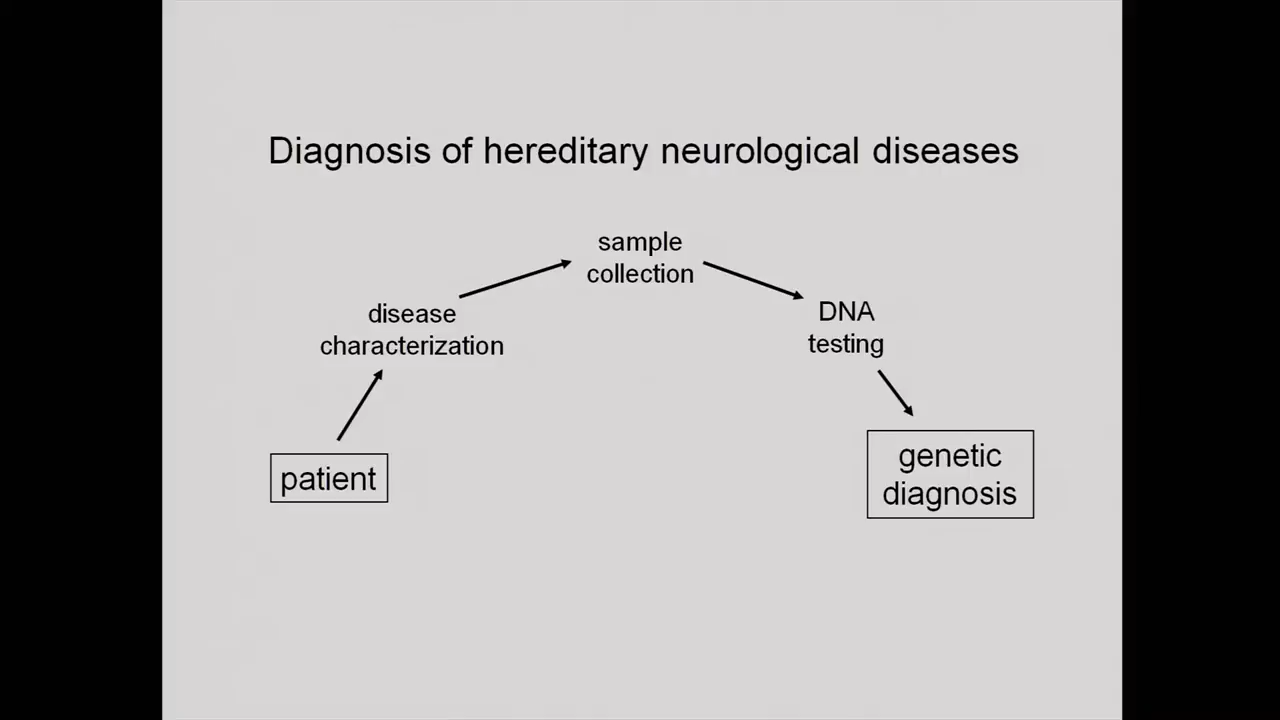 Diagnosis of hereditary neurological diseases
sample
collection
disease
characterization
DNA
testing
patient
genetic
diagnosis